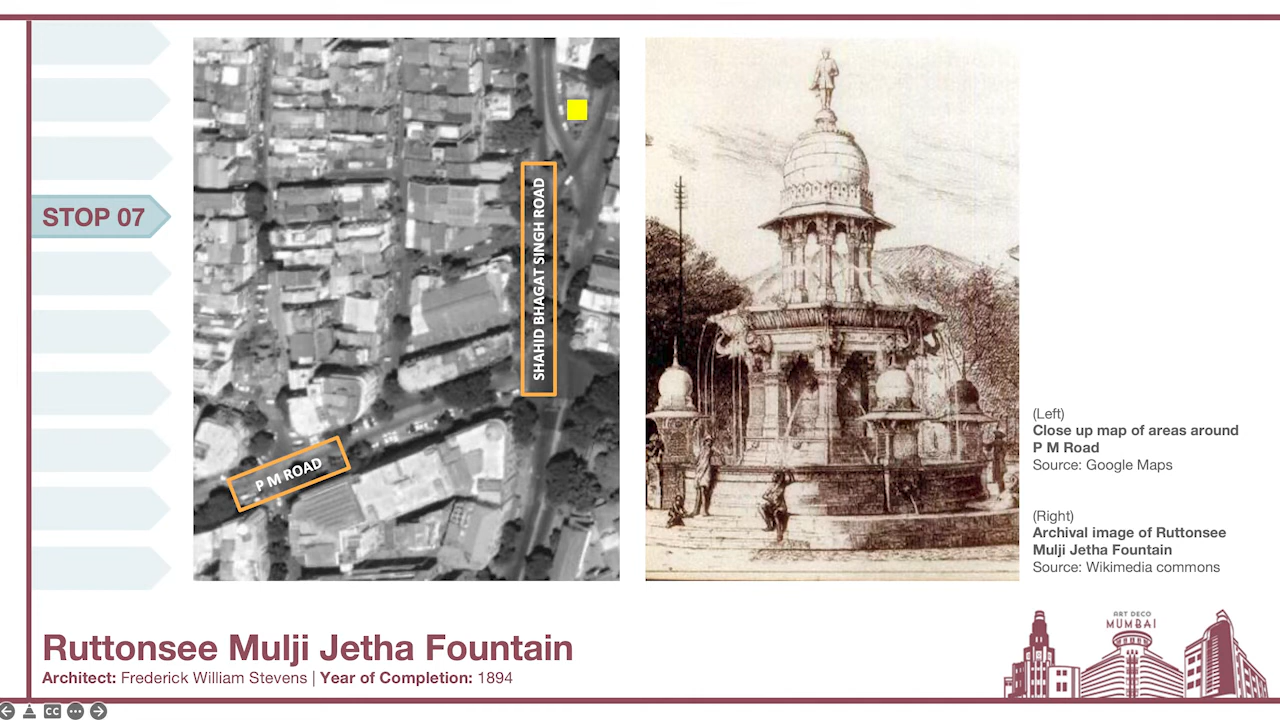 STOP 07
SHAHID BHAGAT SINGH ROAD
P M ROAD
(Left)
Close up map of areas around
P M Road
Source: Google Maps
(Right)
Archival image of Ruttonsee
Mulji Jetha Fountain
Source: Wikimedia commons
Ruttonsee Mulji Jetha Fountain
Architect: Frederick William Stevens | Year of Completion: 1894
ART DECO
MUMBAI
CC